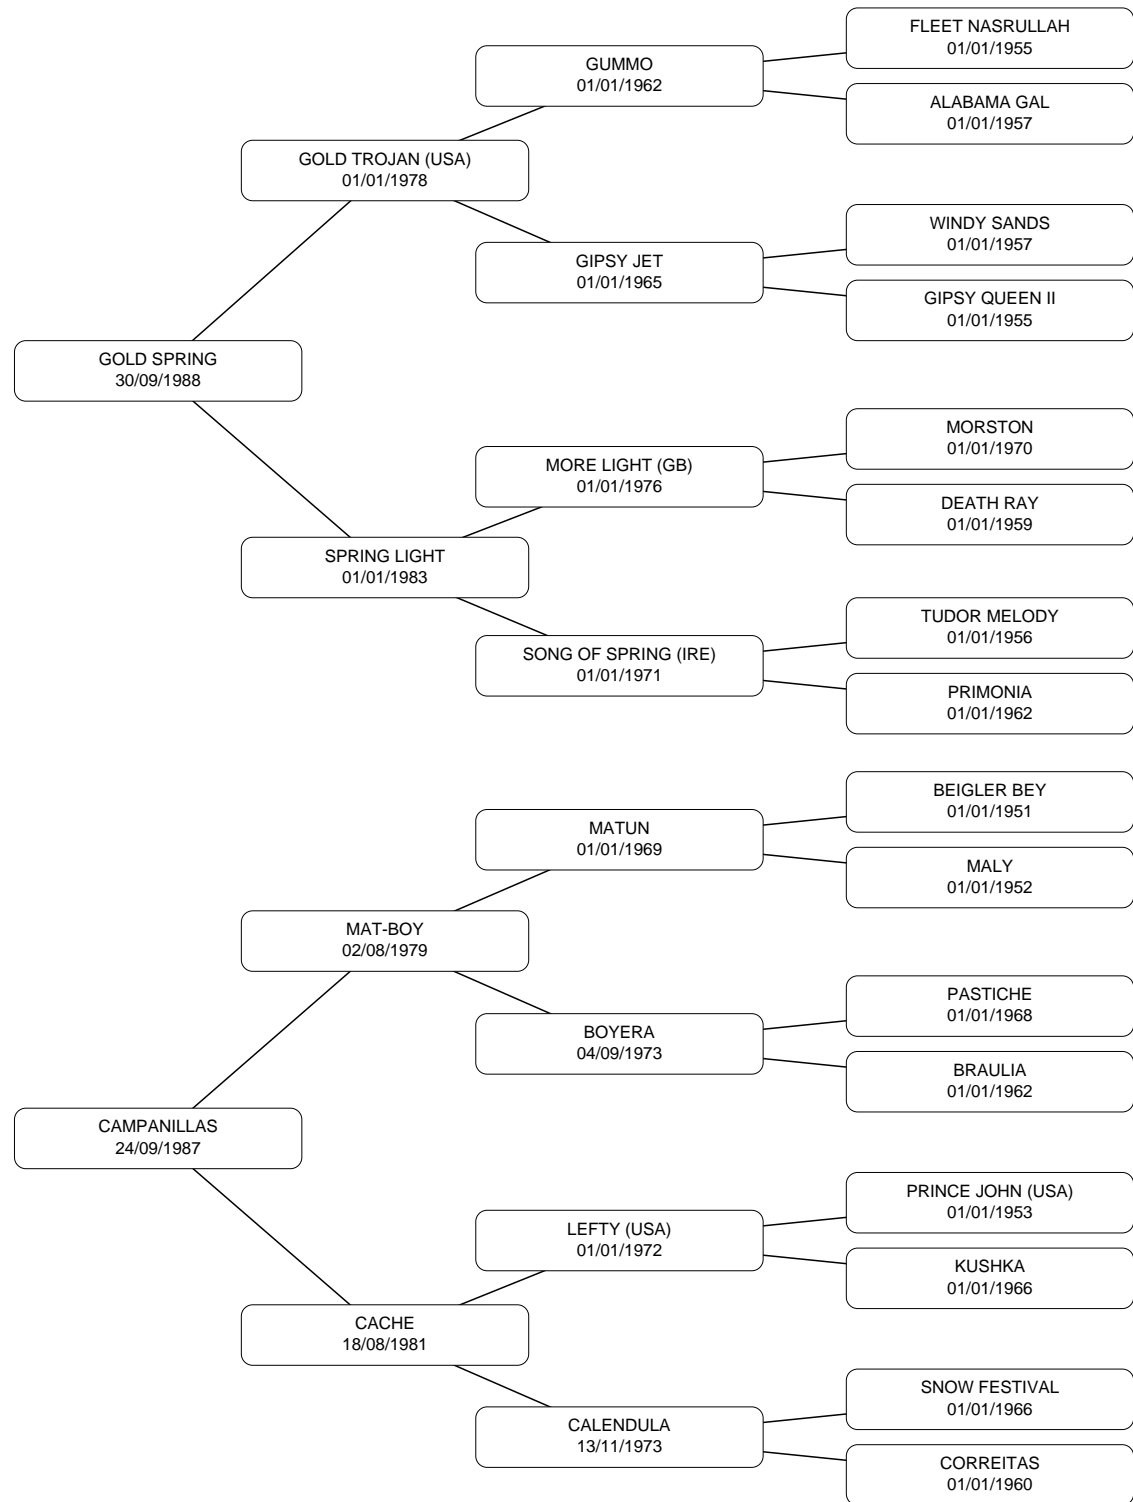 FLEET NASRULLAH
01/01/1955
GUMMO
01/01/1962
ALABAMA GAL
01/01/1957
GOLD TROJAN (USA)
01/01/1978
WINDY SANDS
01/01/1957
GIPSY JET
01/01/1965
GIPSY QUEEN II
01/01/1955
GOLD SPRING
30/09/1988
MORSTON
01/01/1970
MORE LIGHT (GB)
01/01/1976
DEATH RAY
01/01/1959
SPRING LIGHT
01/01/1983
TUDOR MELODY
01/01/1956
SONG OF SPRING (IRE)
01/01/1971
PRIMONIA
01/01/1962
BEIGLER BEY
01/01/1951
MATUN
01/01/1969
MALY
01/01/1952
MAT-BOY
02/08/1979
PASTICHE
01/01/1968
BOYERA
04/09/1973
BRAULIA
01/01/1962
CAMPANILLAS
24/09/1987
PRINCE JOHN (USA)
01/01/1953
LEFTY (USA)
01/01/1972
KUSHKA
01/01/1966
CACHE
18/08/1981
SNOW FESTIVAL
01/01/1966
CALENDULA
13/11/1973
CORREITAS
01/01/1960